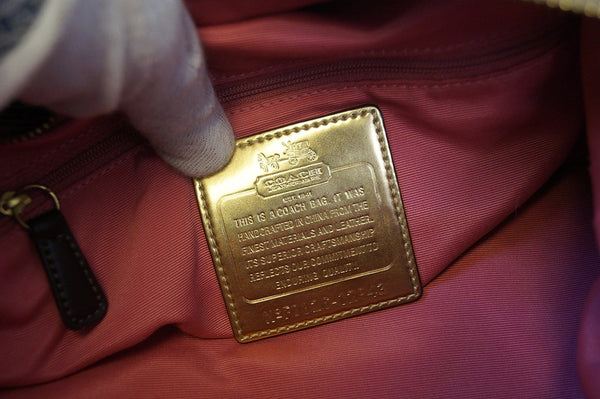 COACH
EST. 1941
THIS IS A COACH BAG. IT WAS
HANDCRAFTED IN CHINA FROM THE
FINEST MATERIALS AND LEATHER.
ITS SUPERIOR CRAFTSMANSHIP
REFLECTS OUR COMMITMENT TO
ENDURING QUALITY.
Nº